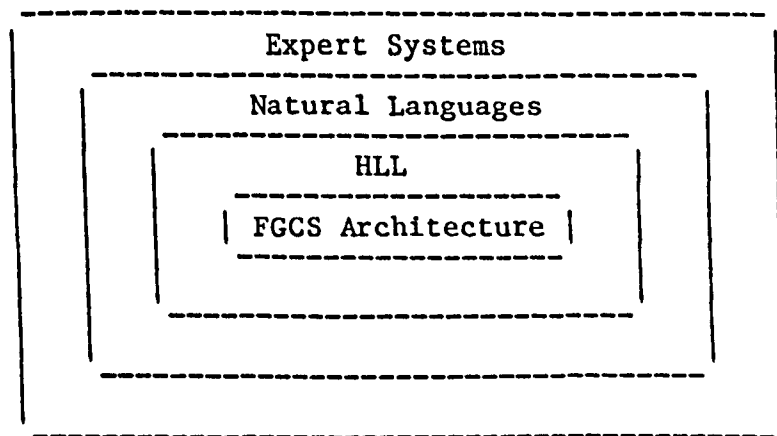 Expert Systems
Natural Languages
HLL
FGCS Architecture